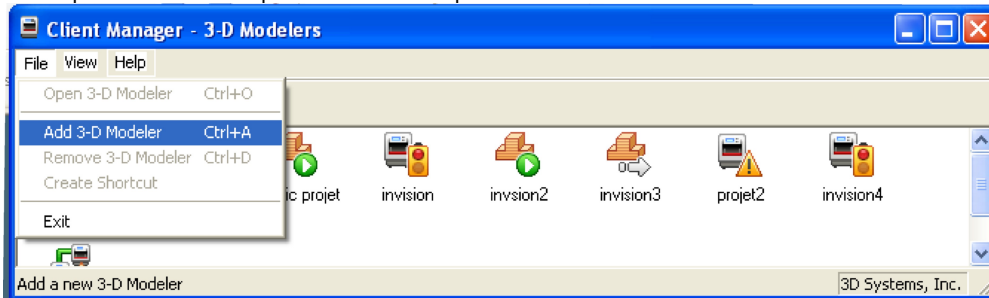 Client Manager - 3-D Modelers
File View Help
Open 3-D Modeler Ctrl+O
Add 3-D Modeler Ctrl+A
Remove 3-D Modeler Ctrl+D
Create Shortcut
Exit
projet invision invsion2 invision3 projet2 invision4
Add a new 3-D Modeler 3D Systems, Inc.